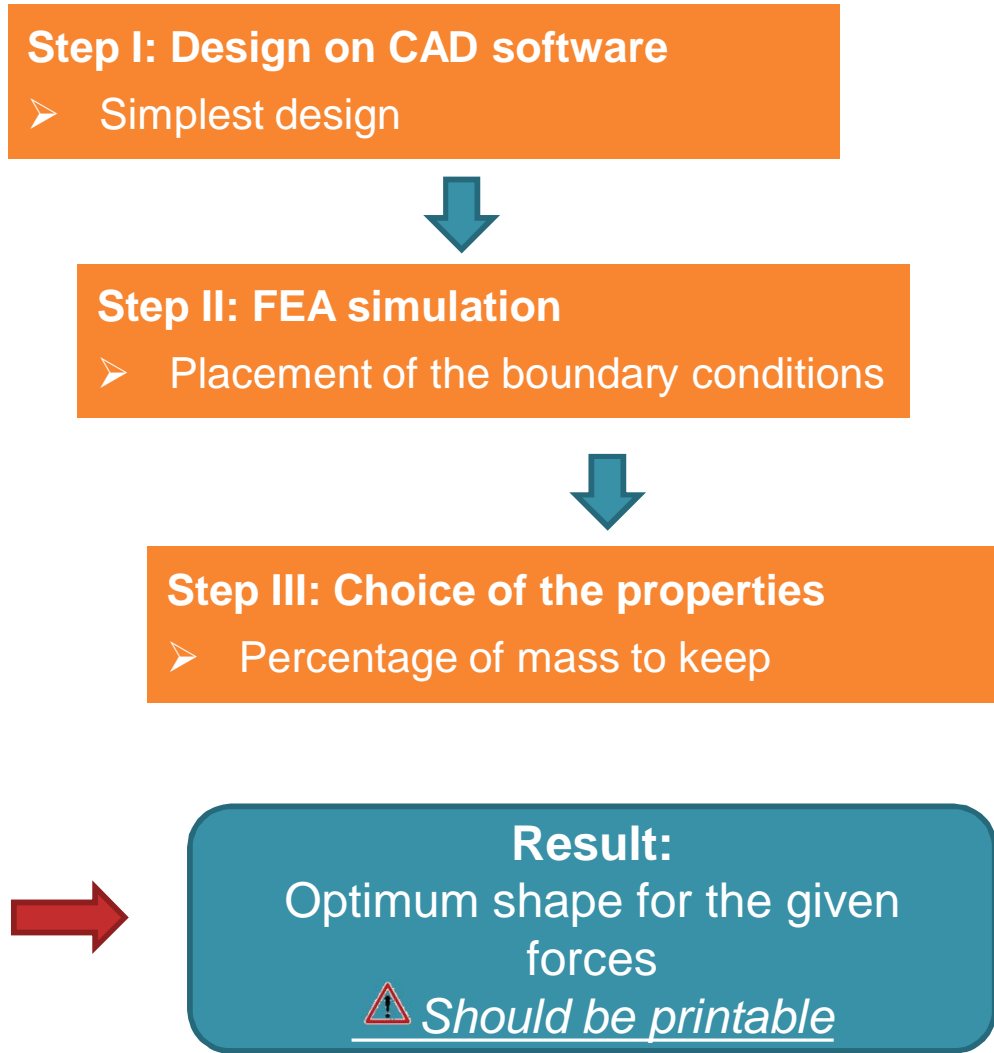 Step I: Design on CAD software
➢ Simplest design
Step II: FEA simulation
➢ Placement of the boundary conditions
Step III: Choice of the properties
➢ Percentage of mass to keep
Result:
Optimum shape for the given
forces
Should be printable